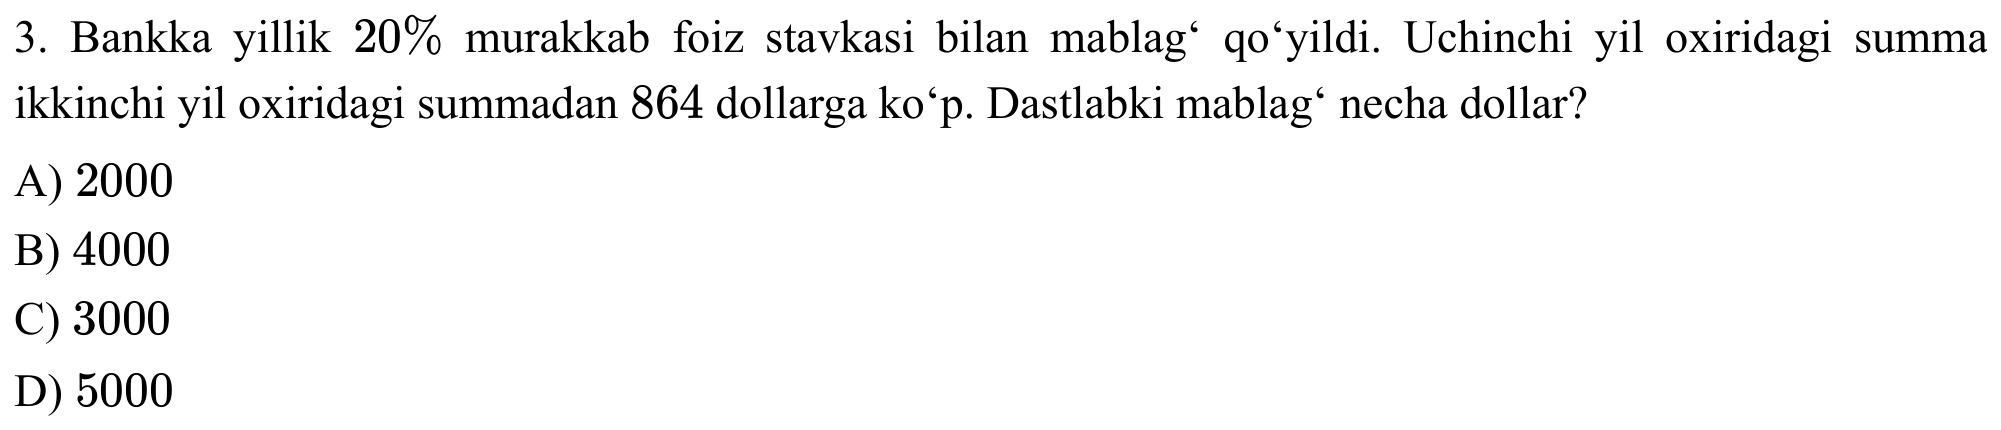 3. Bankka yillik 20% murakkab foiz stavkasi bilan mablag‘ qo‘yildi. Uchinchi yil oxiridagi summa
ikkinchi yil oxiridagi summadan 864 dollarga ko‘p. Dastlabki mablag‘ necha dollar?
A) 2000
B) 4000
C) 3000
D) 5000